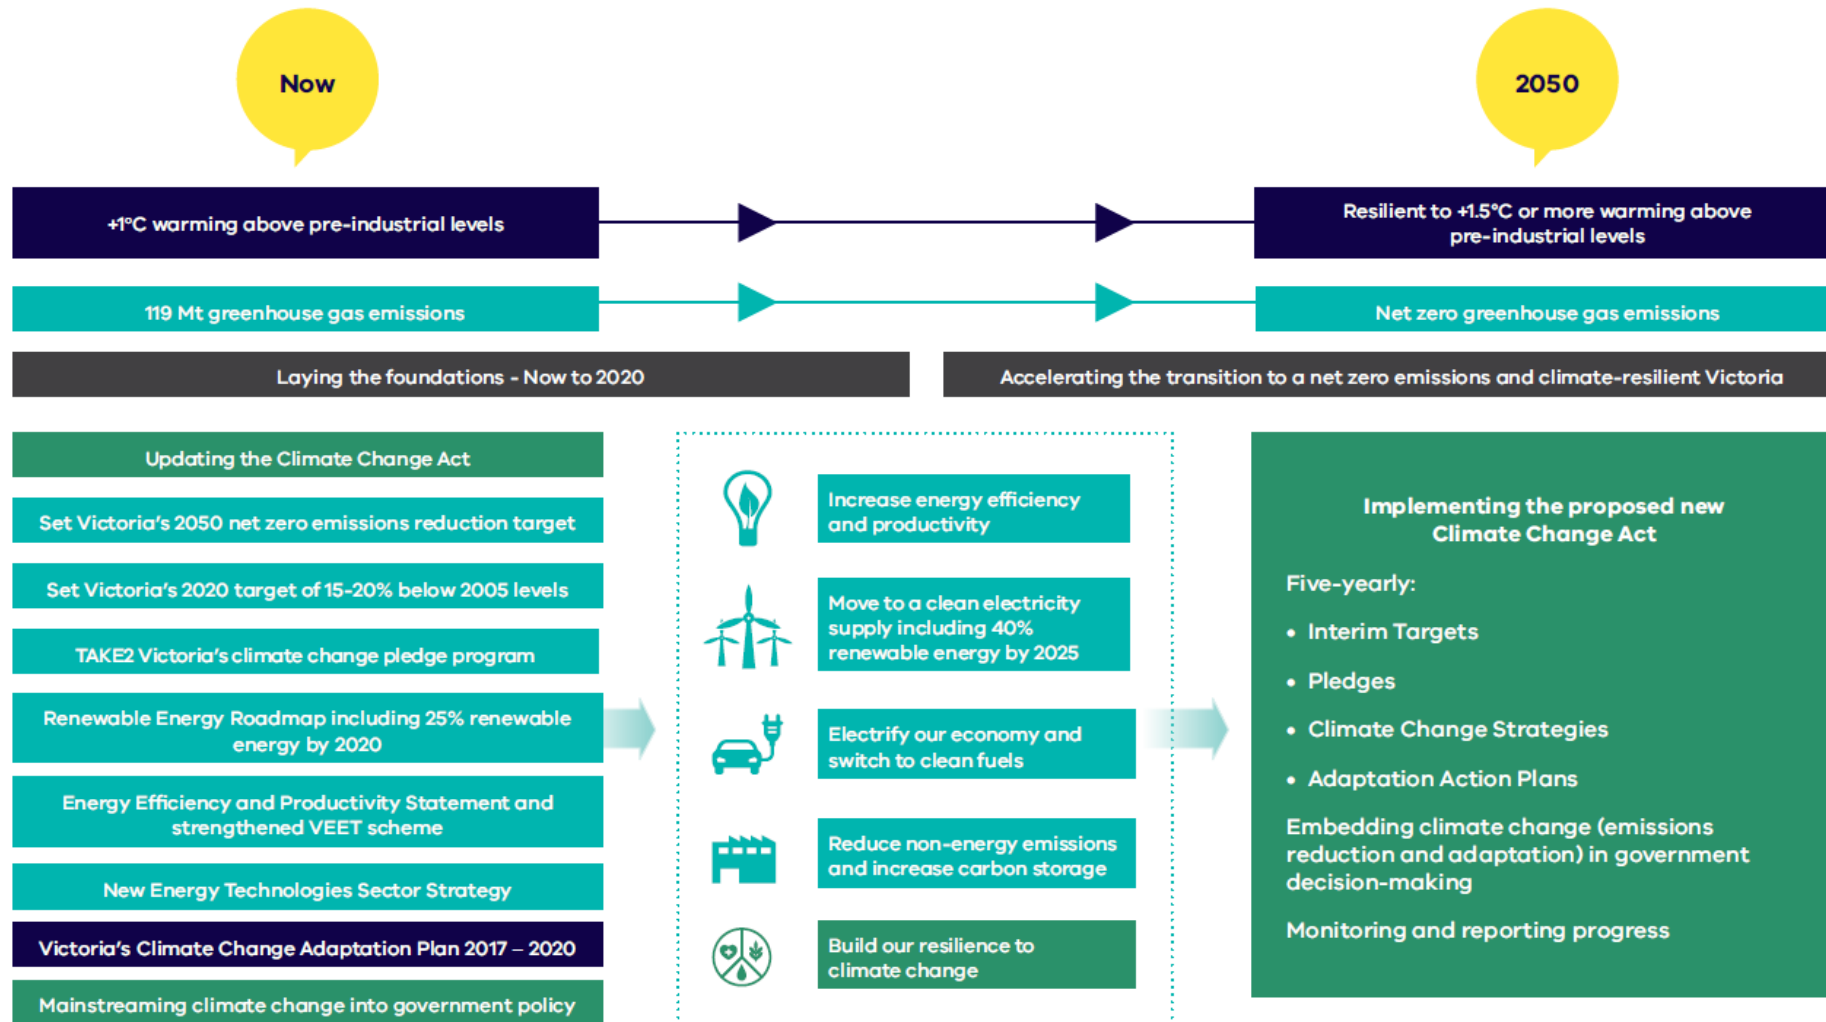 Now
2050
+1°C warming above pre-industrial levels
Resilient to +1.5°C or more warming above
pre-industrial levels
119 Mt greenhouse gas emissions
Net zero greenhouse gas emissions
Laying the foundations - Now to 2020
Accelerating the transition to a net zero emissions and climate-resilient Victoria
Updating the Climate Change Act
Set Victoria's 2050 net zero emissions reduction target
Set Victoria's 2020 target of 15-20% below 2005 levels
TAKE2 Victoria's climate change pledge program
Renewable Energy Roadmap including 25% renewable
energy by 2020
Energy Efficiency and Productivity Statement and
strengthened VEET scheme
New Energy Technologies Sector Strategy
Victoria's Climate Change Adaptation Plan 2017 – 2020
Mainstreaming climate change into government policy
Increase energy efficiency
and productivity
Move to a clean electricity
supply including 40%
renewable energy by 2025
Electrify our economy and
switch to clean fuels
Reduce non-energy emissions
and increase carbon storage
Build our resilience to
climate change
Implementing the proposed new
Climate Change Act
Five-yearly:
• Interim Targets
• Pledges
• Climate Change Strategies
• Adaptation Action Plans
Embedding climate change (emissions
reduction and adaptation) in government
decision-making
Monitoring and reporting progress